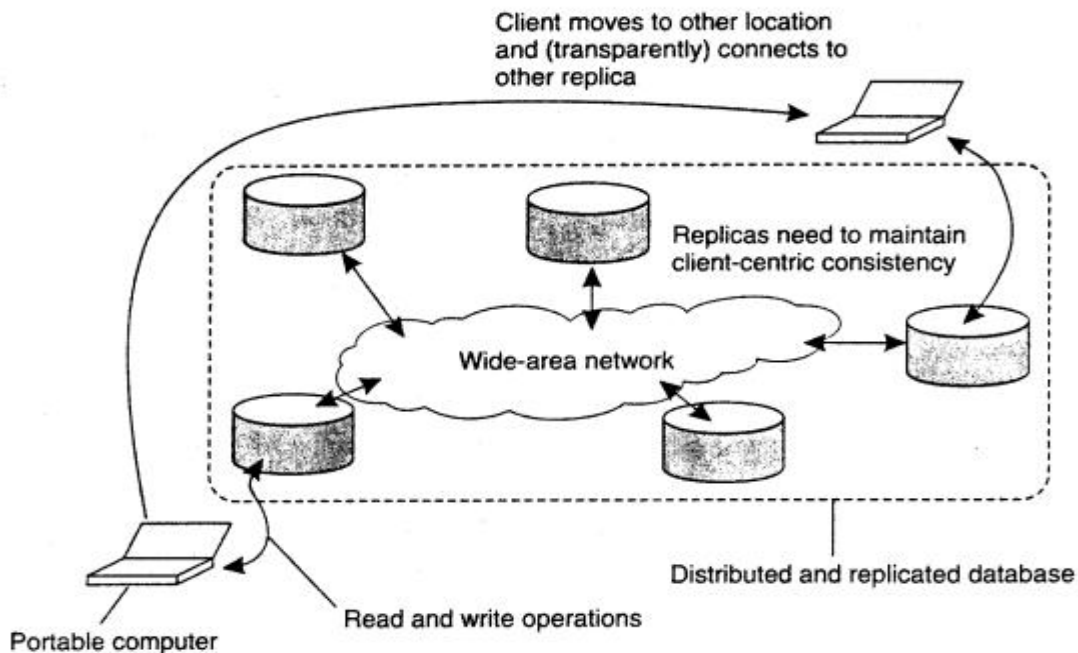 Client moves to other location
and (transparently) connects to
other replica
Replicas need to maintain
client-centric consistency
Wide-area network
Distributed and replicated database
Read and write operations
Portable computer